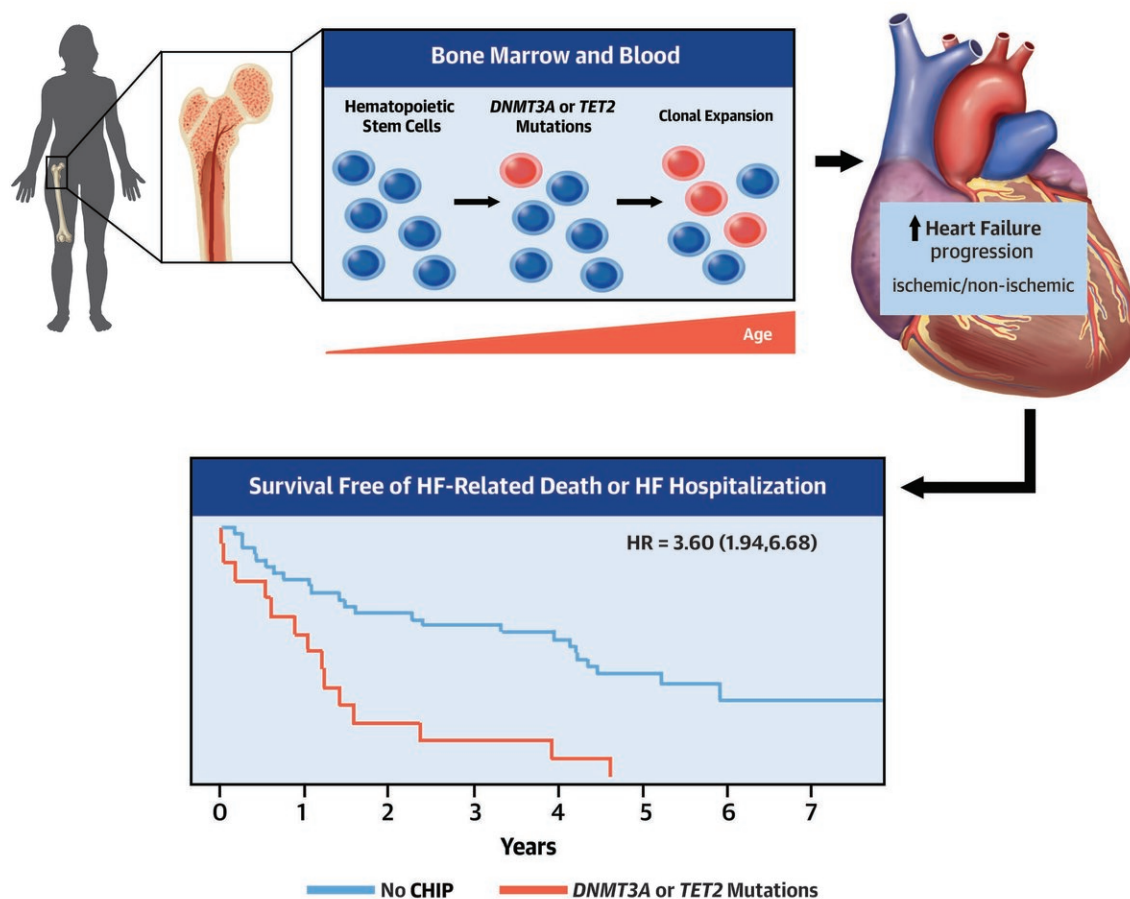 Bone Marrow and Blood
Hematopoietic
Stem Cells
DNMT3A or TET2
Mutations
Clonal Expansion
Age
Heart Failure
progression
ischemic/non-ischemic
Survival Free of HF-Related Death or HF Hospitalization
HR = 3.60 (1.94,6.68)
0 1 2 3 4 5 6 7
Years
No CHIP
DNMT3A or TET2 Mutations